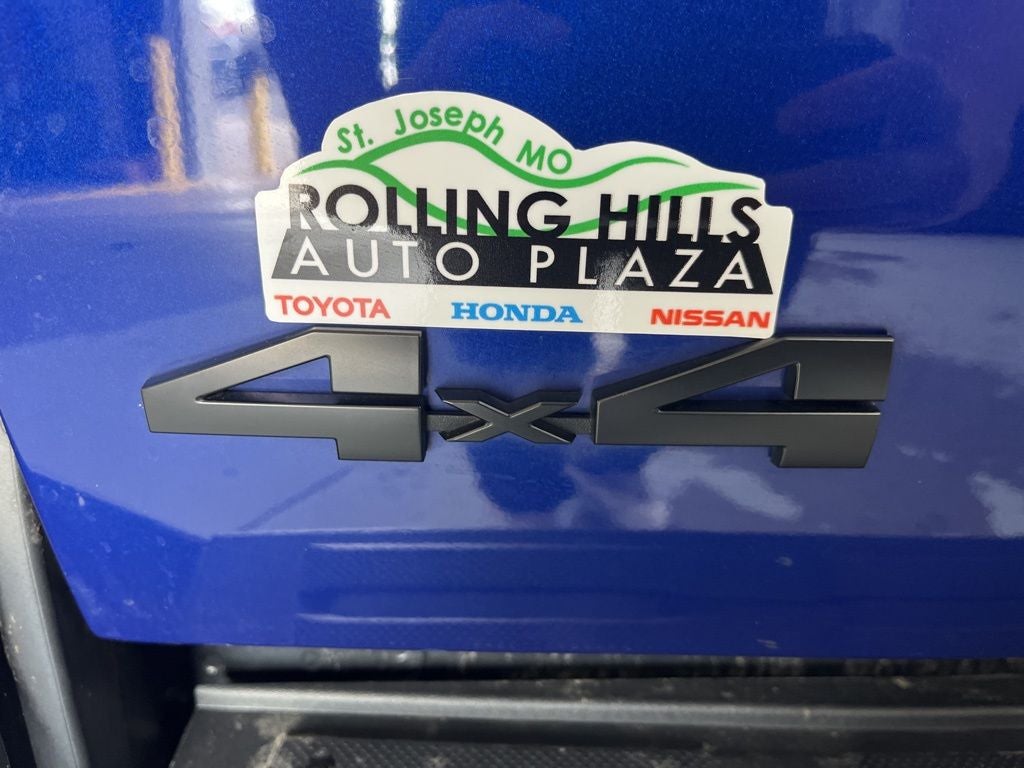 St. Joseph MO
ROLLING HILLS
AUTO PLAZA
TOYOTA HONDA NISSAN
4x4